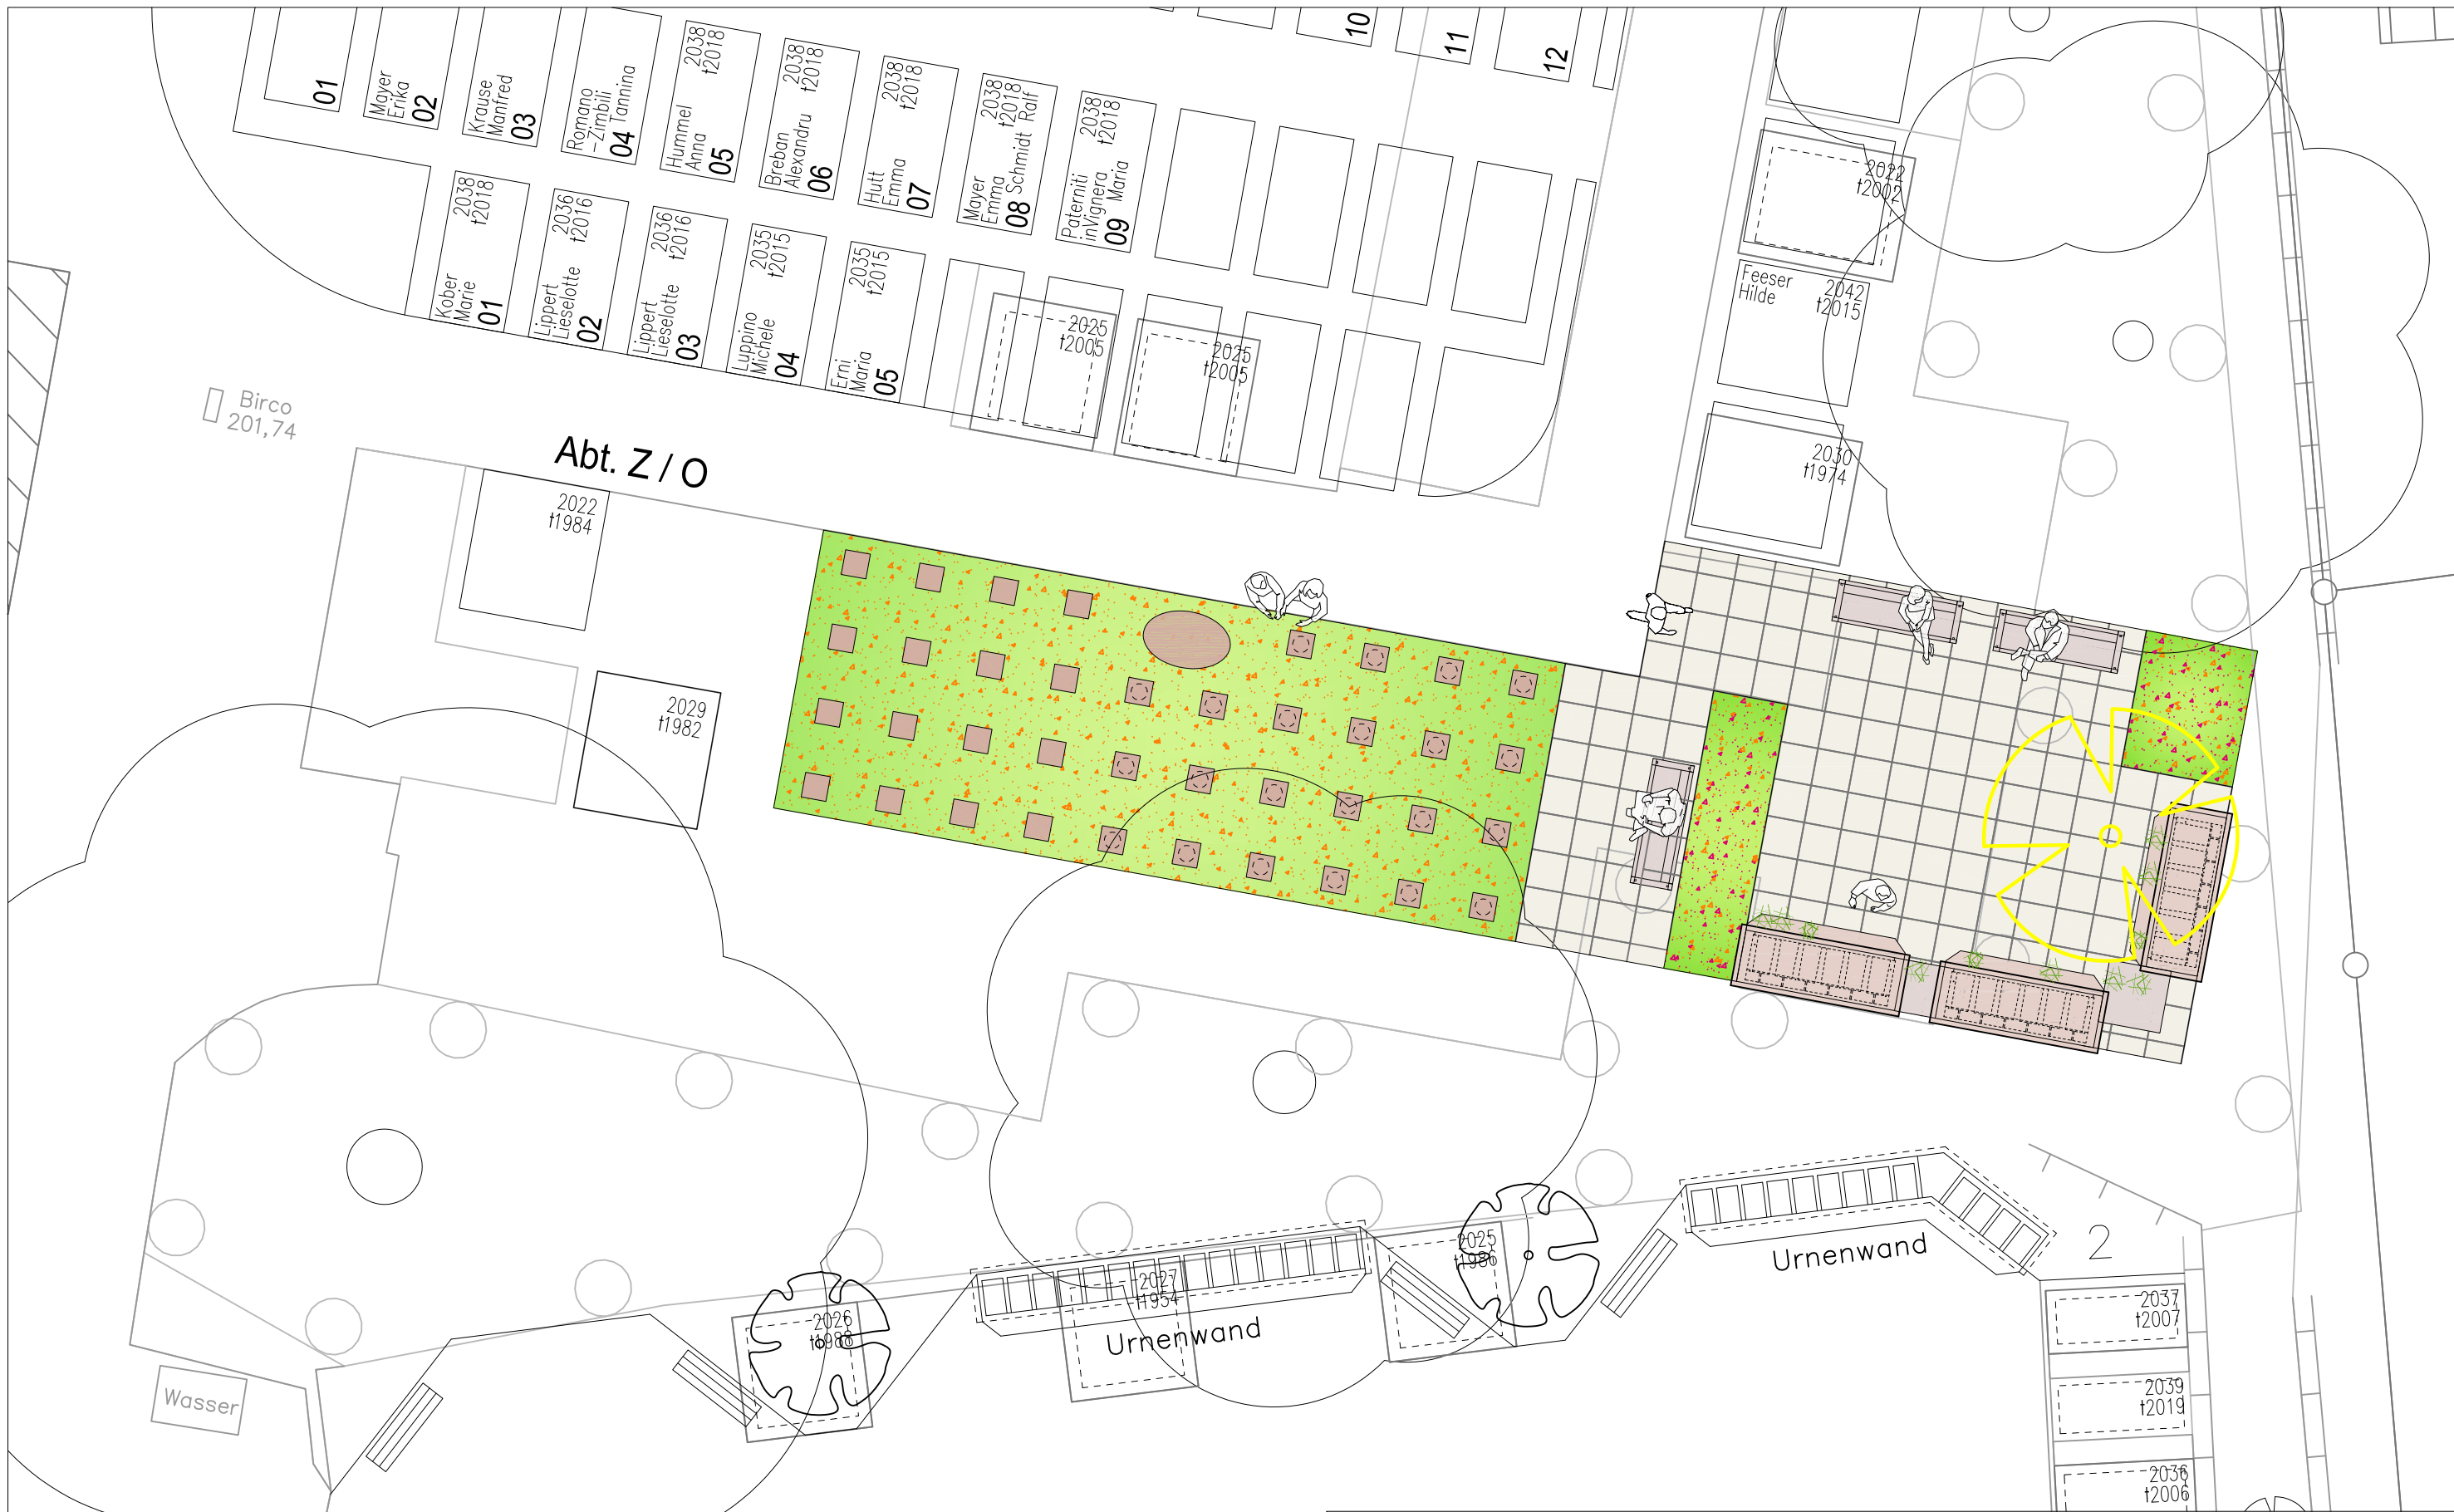 10
11
12
01
Mayer
Erika
02
Krause
Manfred
03
Romano
-Zimbili
04 Tannina
2038
†2018
Hummel
Anna
05
2038
†2018
Breban
Alexandru
06
2038
†2018
Hutt
Emma
07
2038
†2018
Mayer
Emma
08 Schmidt Ralf
2038
†2018
Paterniti
inVignera
09 Maria
2038
†2018
Kober
Marie
01
2038
†2018
Lippert
Lieselotte
02
2036
†2016
Lippert
Lieselotte
03
2036
†2016
Luppino
Michele
04
2035
†2015
Erni
Maria
05
2035
†2015
2025
†2005
2025
†2005
2022
†2002
Feeser
Hilde
2042
†2015
2030
†1974
Birco
201,74
Abt. Z / O
2022
†1984
2029
†1982
2026
†1988
2027
†1954
Urnenwand
2025
†1986
Urnenwand
2
2037
†2007
2039
†2019
2036
†2006
Wasser